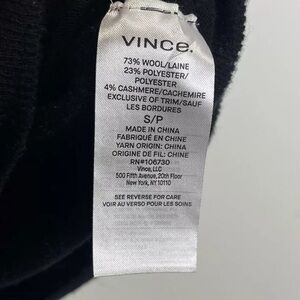 VINCE.
73% WOOL/LAINE
23% POLYESTER/
POLYESTER
4% CASHMERE/CACHEMIRE
EXCLUSIVE OF TRIM/SAUF
LES BORDURES
S/P
MADE IN CHINA
FABRIQUÉ EN CHINE
YARN ORIGIN: CHINA
ORIGINE DE FIL: CHINE
RN#106730
Vince, LLC
500 Fifth Avenue, 20th Floor
New York, NY 10110
SEE REVERSE FOR CARE
VOIR AU VERSO POUR LES SOINS